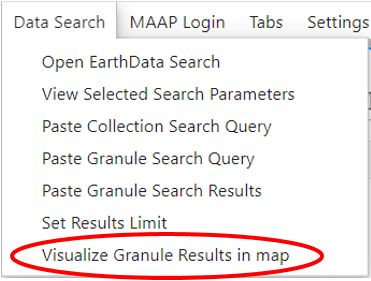 Data Search MAAP Login Tabs Settings
Open EarthData Search
View Selected Search Parameters
Paste Collection Search Query
Paste Granule Search Query
Paste Granule Search Results
Set Results Limit
Visualize Granule Results in map